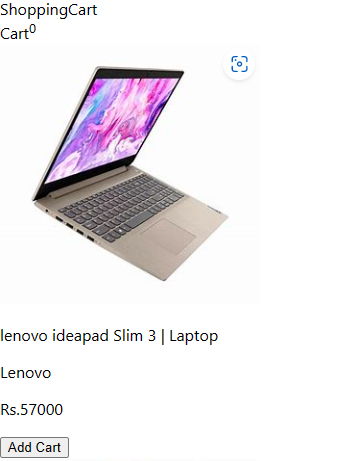 ShoppingCart
Cart0
lenovo ideapad Slim 3 | Laptop
Lenovo
Rs.57000
Add Cart